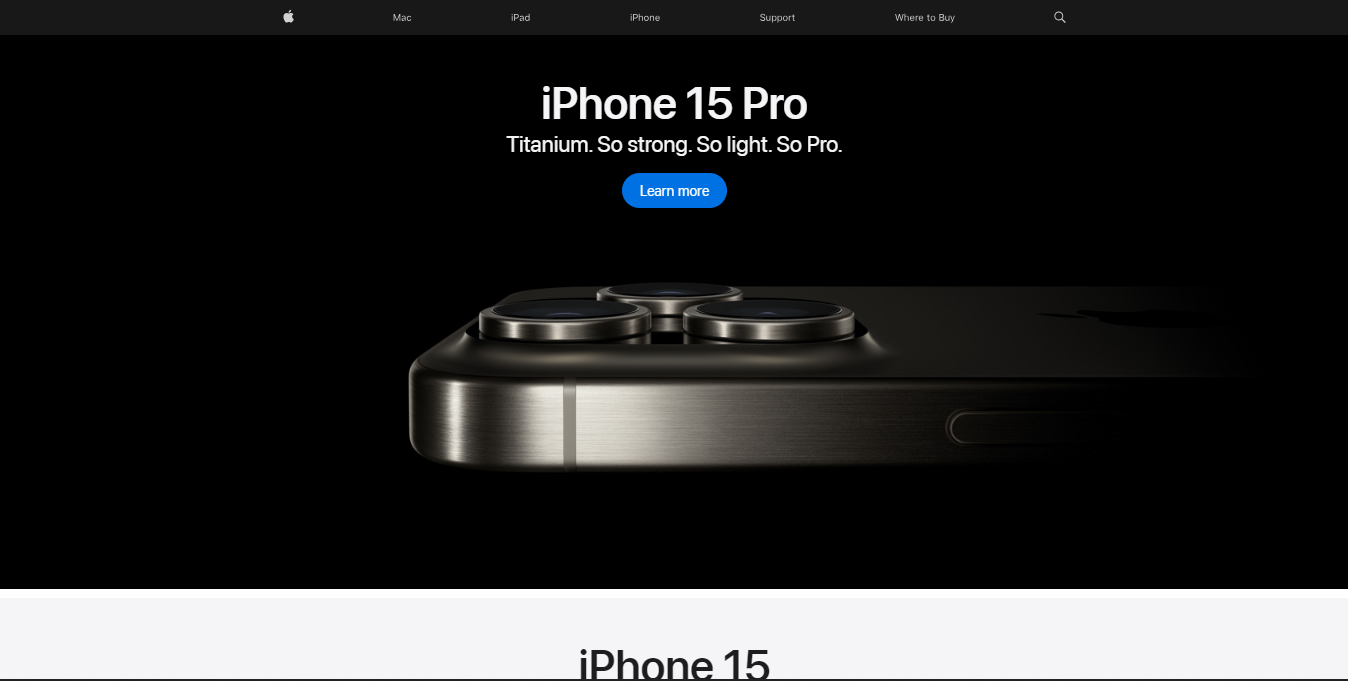 Mac
iPad
iPhone
Support
Where to Buy
iPhone 15 Pro
Titanium. So strong. So light. So Pro.
Learn more
iPhone 15